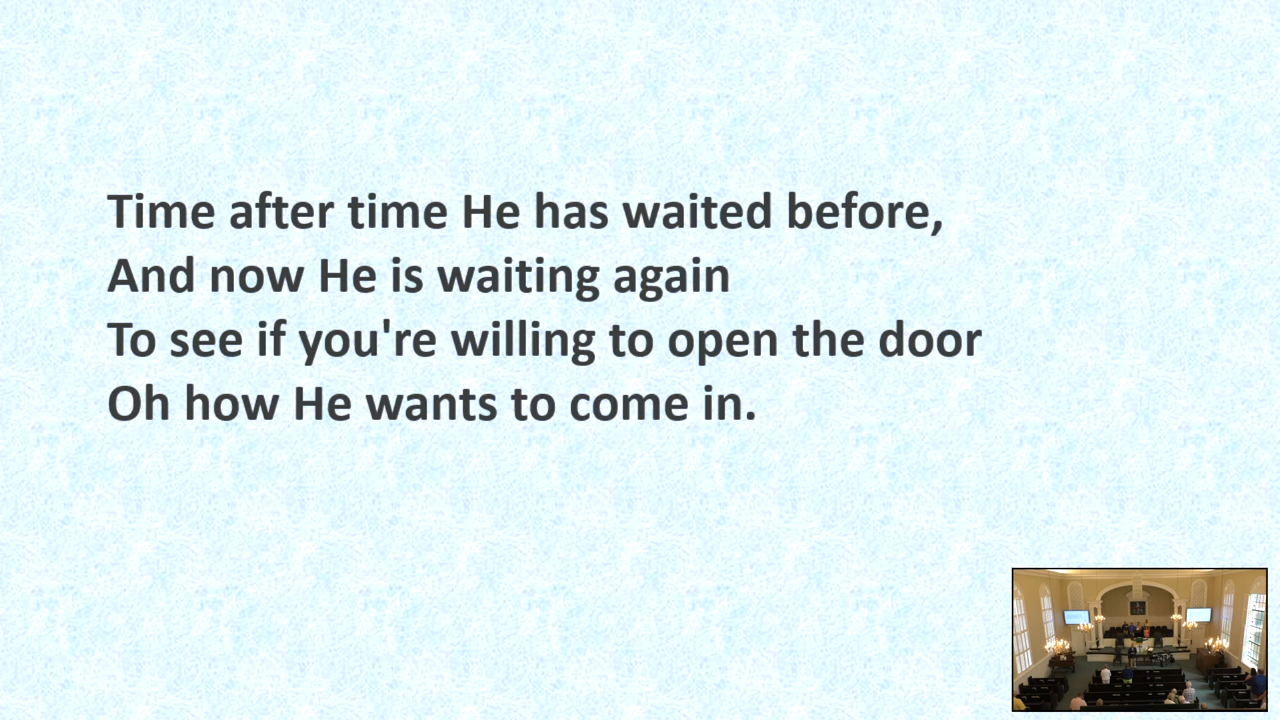 Time after time He has waited before,
And now He is waiting again
To see if you're willing to open the door
Oh how He wants to come in.